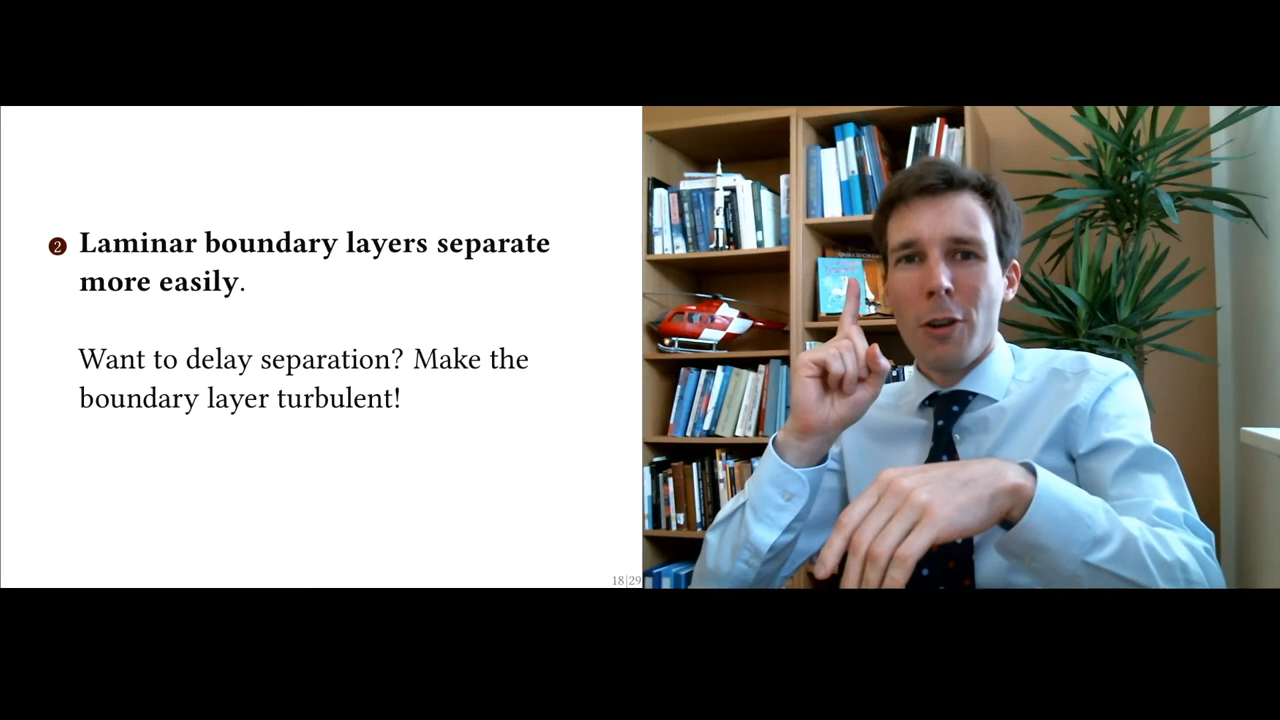 2 Laminar boundary layers separate
more easily.
Want to delay separation? Make the
boundary layer turbulent!
18|29